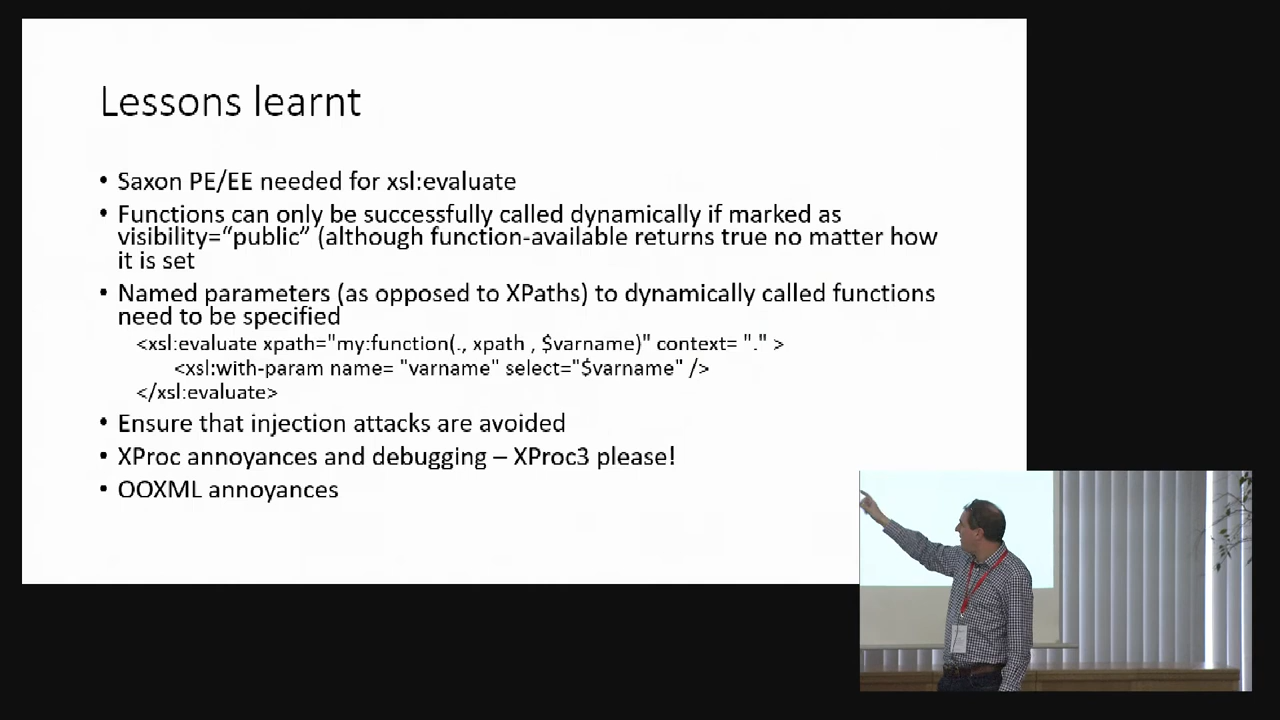 Lessons learnt
• Saxon PE/EE needed for xsl:evaluate
• Functions can only be successfully called dynamically if marked as
visibility=“public” (although function-available returns true no matter how
it is set
• Named parameters (as opposed to XPaths) to dynamically called functions
need to be specified
<xsl:evaluate xpath="my:function(., xpath , $varname)" context= "." >
<xsl:with-param name= "varname" select="$varname" />
</xsl:evaluate>
• Ensure that injection attacks are avoided
• XProc annoyances and debugging – XProc3 please!
• OOXML annoyances